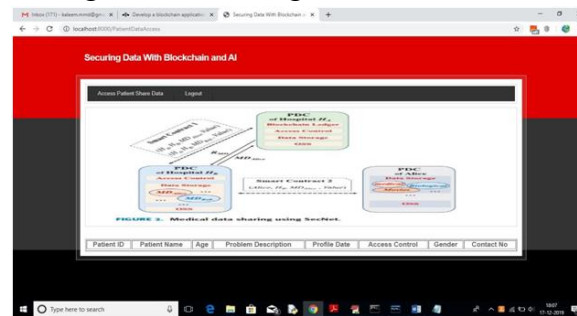 Inbox (171) - kaleem.mmd@gm
Develop a blockchain applicatio
Securing Data With Blockchain
localhost:8000/PatientDataAccess
Securing Data With Blockchain and AI
Access Patient Share Data Logout
PDC
of Hospital
Blockchain Ledger
Access Control
Data Storage
OSS
Smart Contract 1
PDC
of Hospital
Access Control
Data Storage
Smart Contract 2
PDC
of Alice
Data Storage
OSS
FIGURE 2. Medical data sharing using SecNet.
Patient ID Patient Name Age Problem Description Profile Date Access Control Gender Contact No
Type here to search
17-12-2019